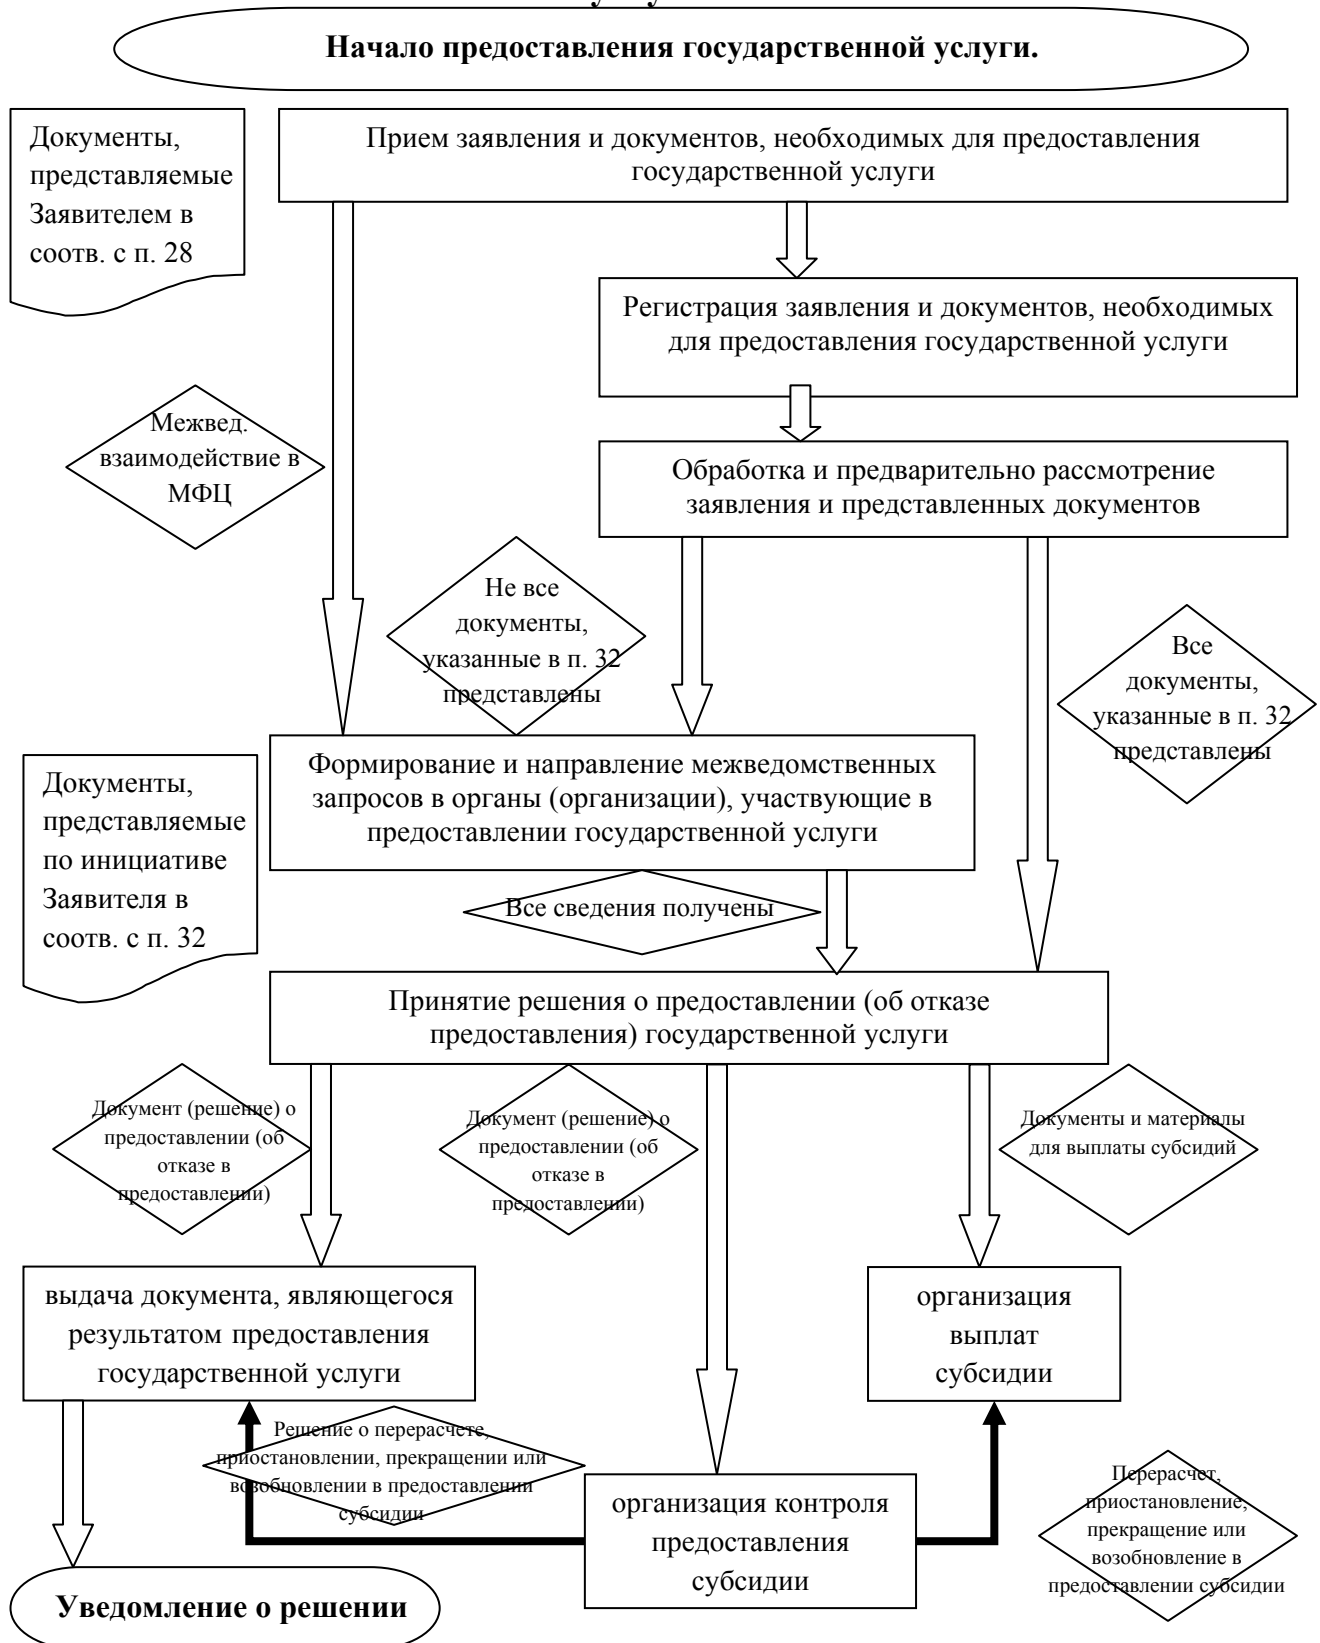 Начало предоставления государственной услуги.
Документы,
представляемые
Заявителем в
соотв. с п. 28
Прием заявления и документов, необходимых для предоставления
государственной услуги
Регистрация заявления и документов, необходимых
для предоставления государственной услуги
Межвед.
взаимодействие в
МФЦ
Обработка и предварительно рассмотрение
заявления и представленных документов
Не все
документы,
указанные в п. 32
представлены
Все
документы,
указанные в п. 32
представлены
Документы,
представляемые
по инициативе
Заявителя в
соотв. с п. 32
Формирование и направление межведомственных
запросов в органы (организации), участвующие в
предоставлении государственной услуги
Все сведения получены
Принятие решения о предоставлении (об отказе
предоставления) государственной услуги
Документ (решение) о
предоставлении (об
отказе в
предоставлении)
Документ (решение) о
предоставлении (об
отказе в
предоставлении)
Документы и материалы
для выплаты субсидий
выдача документа, являющегося
результатом предоставления
государственной услуги
организация
выплат
субсидии
Решение о перерасчете,
приостановлении, прекращении или
возобновлении в предоставлении
субсидии
организация контроля
предоставления
субсидии
Перерасчет,
приостановление,
прекращение или
возобновление в
предоставлении субсидии
Уведомление о решении